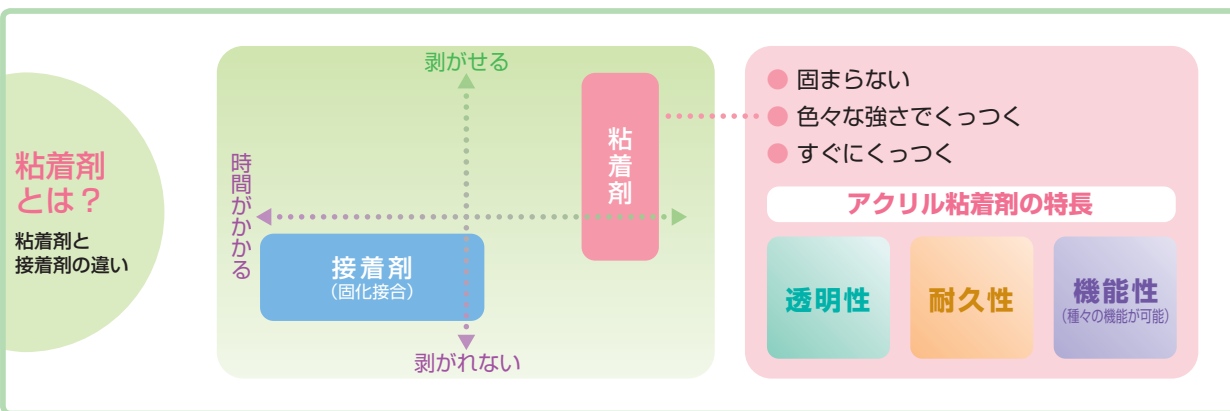 粘着剤
とは？
粘着剤と
接着剤の違い
剥がせる
時間がかかる
粘着剤
接着剤
（固化接合）
剥がれない
● 固まらない
● 色々な強さでくっつく
● すぐにくっつく
アクリル粘着剤の特長
透明性
耐久性
機能性
（種々の機能が可能）